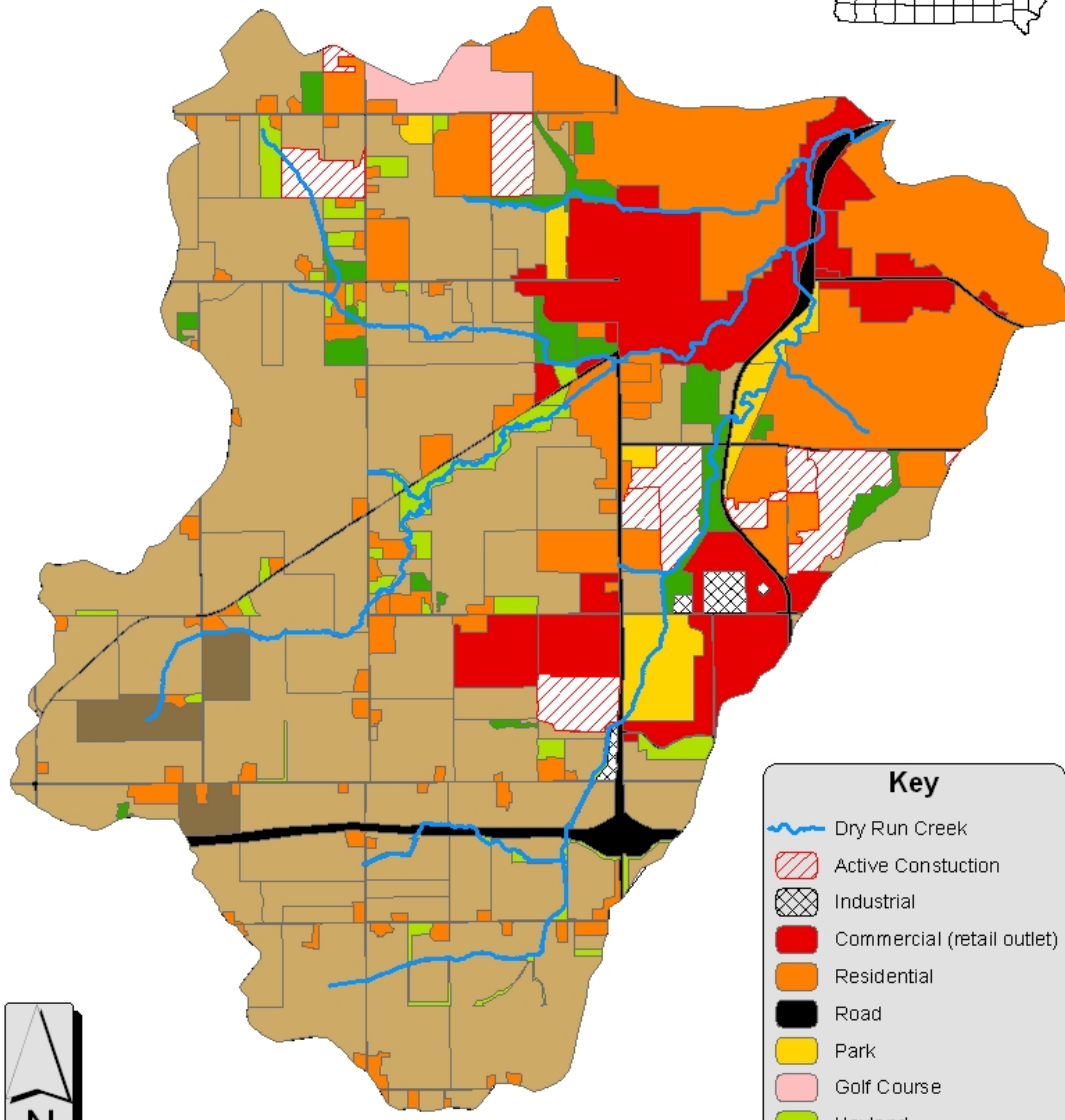 Key
Dry Run Creek
Active Constuction
Industrial
Commercial (retail outlet)
Residential
Road
Park
Golf Course
N